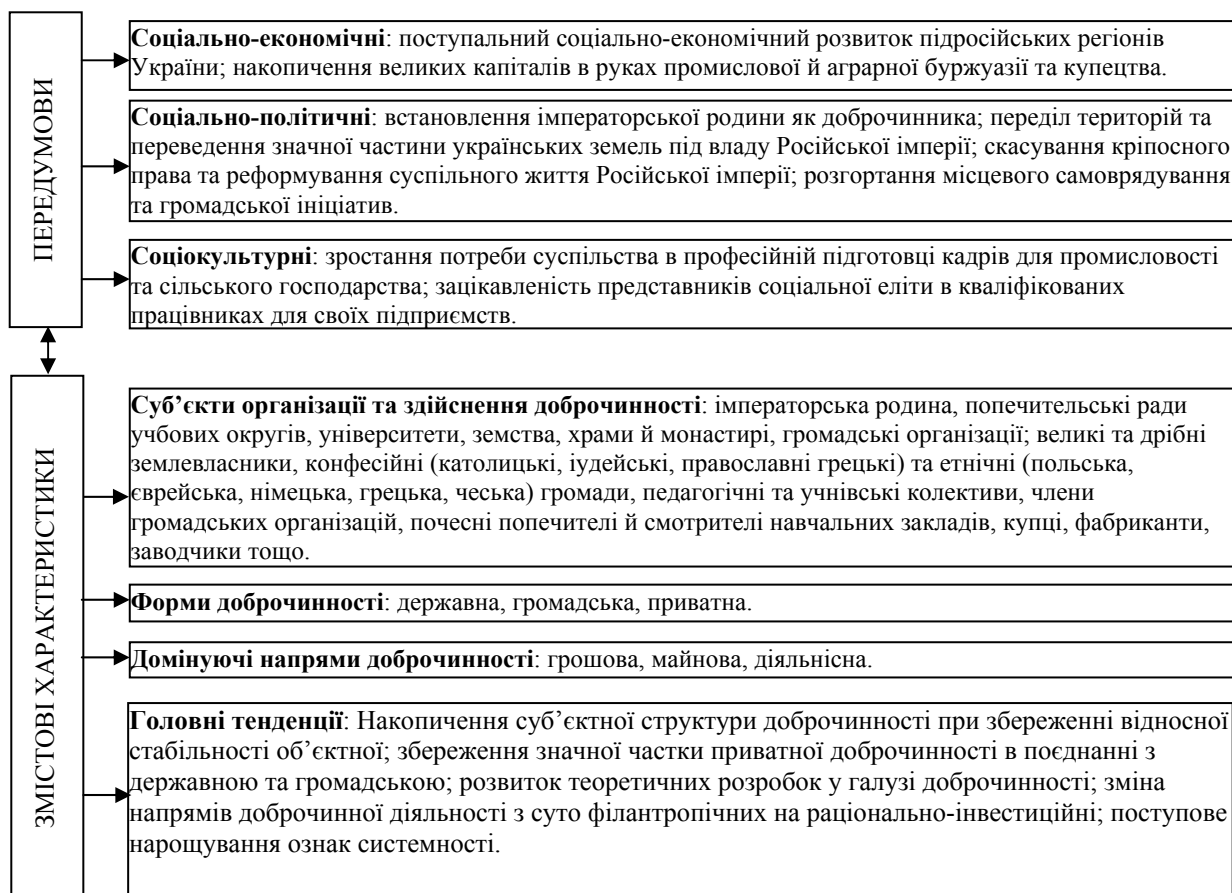 ПЕРЕДУМОВИ
Соціально-економічні: поступальний соціально-економічний розвиток підросійських регіонів
України; накопичення великих капіталів в руках промислової й аграрної буржуазії та купецтва.
Соціально-політичні: встановлення імператорської родини як доброчинника; переділ територій та
переведення значної частини українських земель під владу Російської імперії; скасування кріпосного
права та реформування суспільного життя Російської імперії; розгортання місцевого самоврядування
та громадської ініціатив.
Соціокультурні: зростання потреби суспільства в професійній підготовці кадрів для промисловості
та сільського господарства; зацікавленість представників соціальної еліти в кваліфікованих
працівниках для своїх підприємств.
ЗМІСТОВІ ХАРАКТЕРИСТИКИ
Суб’єкти організації та здійснення доброчинності: імператорська родина, попечительські ради
учбових округів, університети, земства, храми й монастирі, громадські організації; великі та дрібні
землевласники, конфесійні (католицькі, іудейські, православні грецькі) та етнічні (польська,
єврейська, німецька, грецька, чеська) громади, педагогічні та учнівські колективи, члени
громадських організацій, почесні попечителі й смотрителі навчальних закладів, купці, фабриканти,
заводчики тощо.
Форми доброчинності: державна, громадська, приватна.
Домінуючі напрями доброчинності: грошова, майнова, діяльнісна.
Головні тенденції: Накопичення суб’єктної структури доброчинності при збереженні відносної
стабільності об’єктної; збереження значної частки приватної доброчинності в поєднанні з
державною та громадською; розвиток теоретичних розробок у галузі доброчинності; зміна
напрямів доброчинної діяльності з суто філантропічних на раціонально-інвестиційні; поступове
нарощування ознак системності.